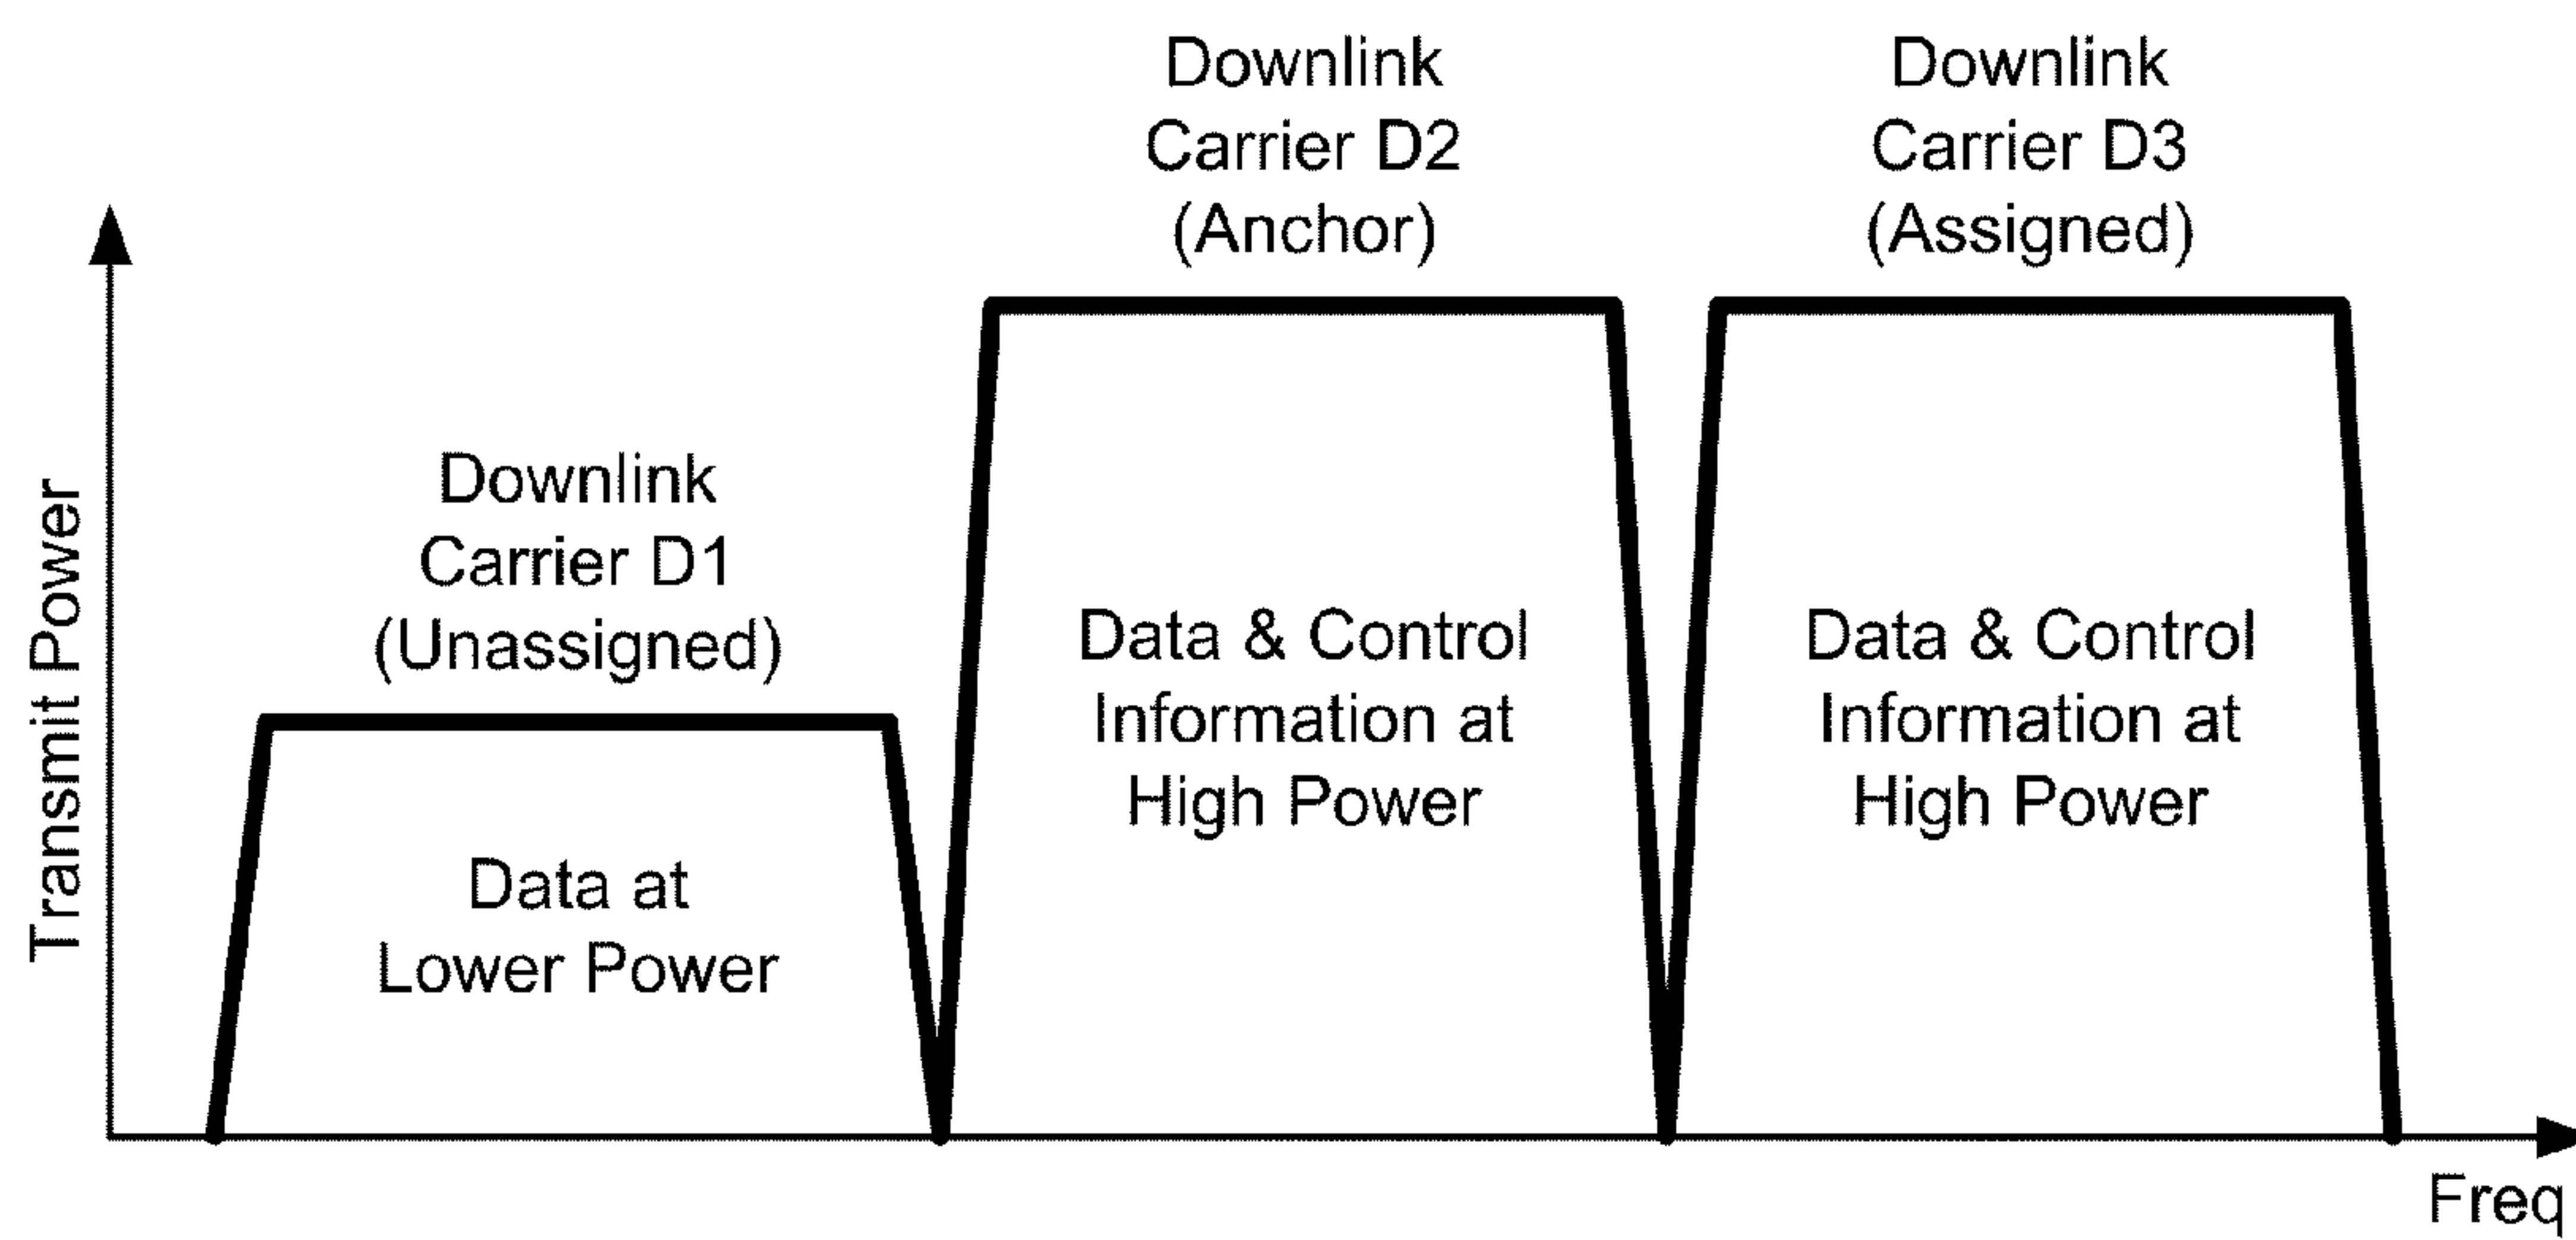 Downlink
Carrier D2
(Anchor)
Downlink
Carrier D3
(Assigned)
Downlink
Carrier D1
(Unassigned)
Transmit Power
Data & Control
Information at
High Power
Data & Control
Information at
High Power
Data at
Lower Power
Freq